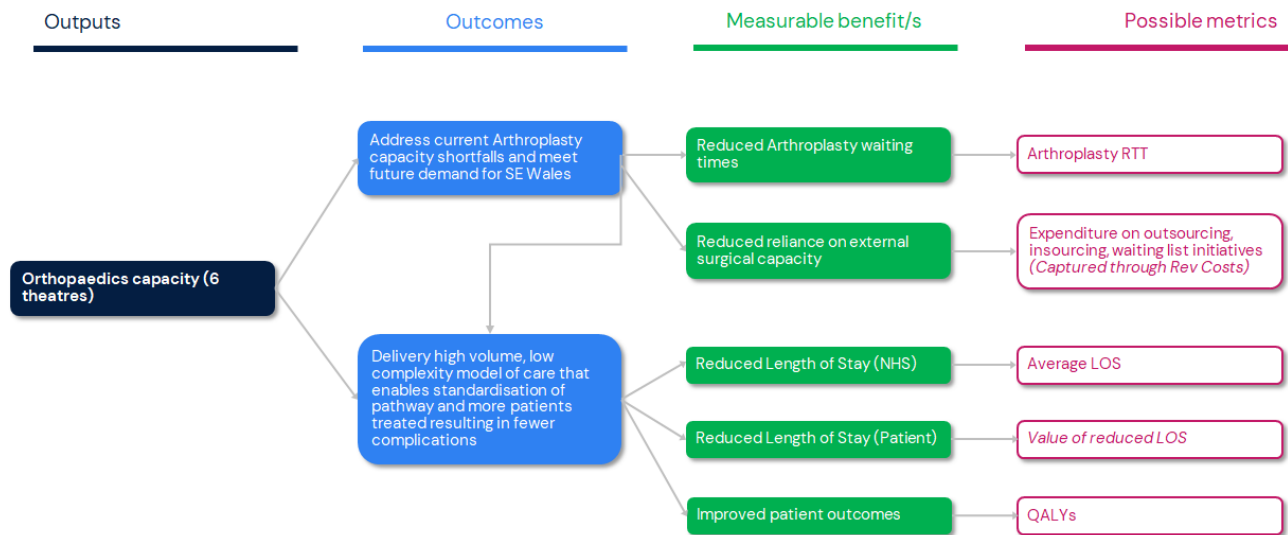 Outputs
Outcomes
Measurable benefit/s
Possible metrics
Address current Arthroplasty
capacity shortfalls and meet
future demand for SE Wales
Reduced Arthroplasty waiting
times
Arthroplasty RTT
Reduced reliance on external
surgical capacity
Expenditure on outsourcing,
insourcing, waiting list initiatives
(Captured through Rev Costs)
Orthopaedics capacity (6
theatres)
Delivery high volume, low
complexity model of care that
enables standardisation of
pathway and more patients
treated resulting in fewer
complications
Reduced Length of Stay (NHS)
Average LOS
Reduced Length of Stay (Patient)
Value of reduced LOS
Improved patient outcomes
QALYs